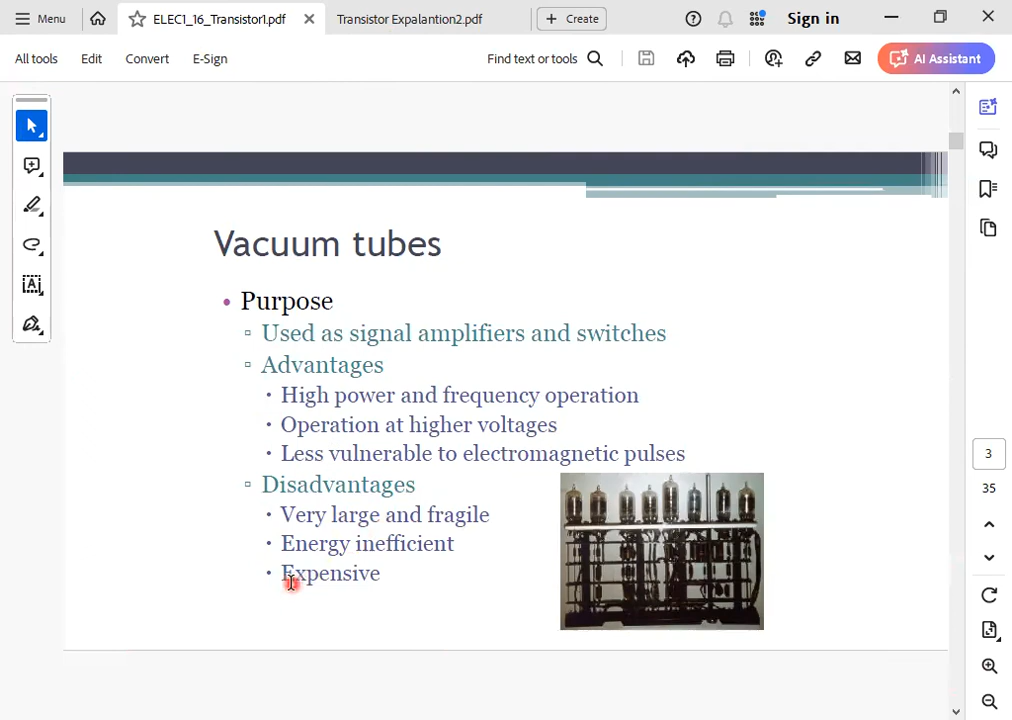 Menu
ELEC1_16_Transistor1.pdf
Transistor Expalantion2.pdf
Create
Sign in
All tools
Edit
Convert
E-Sign
Find text or tools
AI Assistant
Vacuum tubes
• Purpose
▫ Used as signal amplifiers and switches
▫ Advantages
· High power and frequency operation
· Operation at higher voltages
· Less vulnerable to electromagnetic pulses
▫ Disadvantages
· Very large and fragile
· Energy inefficient
· Expensive
3
35